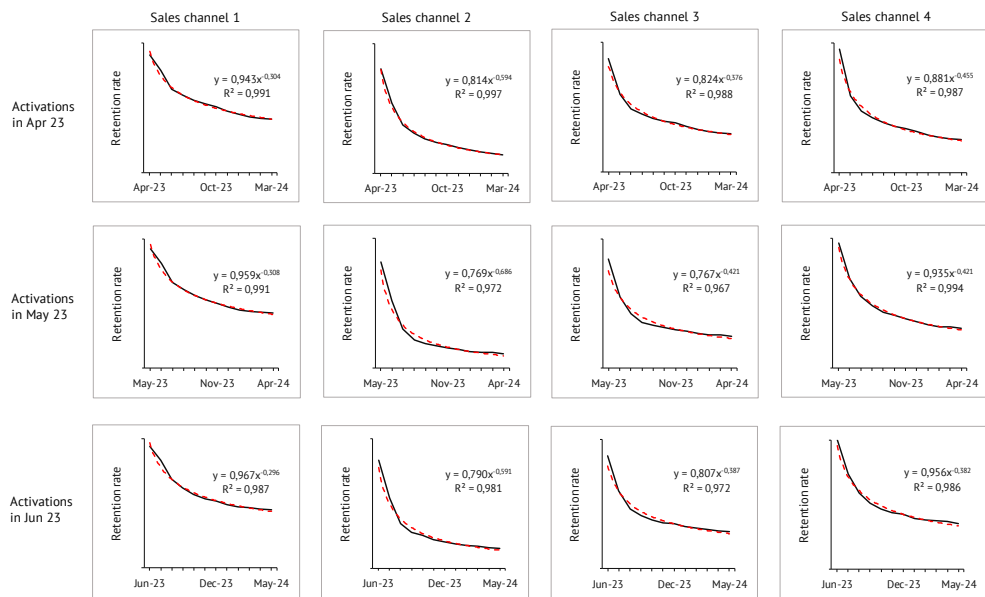 Sales channel 1
Sales channel 2
Sales channel 3
Sales channel 4
Activations
in Apr 23
Retention rate
y = 0,943x^-0,304
R² = 0,991
Apr-23
Oct-23
Mar-24
Retention rate
y = 0,814x^-0,594
R² = 0,997
Apr-23
Oct-23
Mar-24
Retention rate
y = 0,824x^-0,376
R² = 0,988
Apr-23
Oct-23
Mar-24
Retention rate
y = 0,881x^-0,455
R² = 0,987
Apr-23
Oct-23
Mar-24
Activations
in May 23
Retention rate
y = 0,959x^-0,308
R² = 0,991
May-23
Nov-23
Apr-24
Retention rate
y = 0,769x^-0,686
R² = 0,972
May-23
Nov-23
Apr-24
Retention rate
y = 0,767x^-0,421
R² = 0,967
May-23
Nov-23
Apr-24
Retention rate
y = 0,935x^-0,421
R² = 0,994
May-23
Nov-23
Apr-24
Activations
in Jun 23
Retention rate
y = 0,967x^-0,296
R² = 0,987
Jun-23
Dec-23
May-24
Retention rate
y = 0,790x^-0,591
R² = 0,981
Jun-23
Dec-23
May-24
Retention rate
y = 0,807x^-0,387
R² = 0,972
Jun-23
Dec-23
May-24
Retention rate
y = 0,956x^-0,382
R² = 0,986
Jun-23
Dec-23
May-24